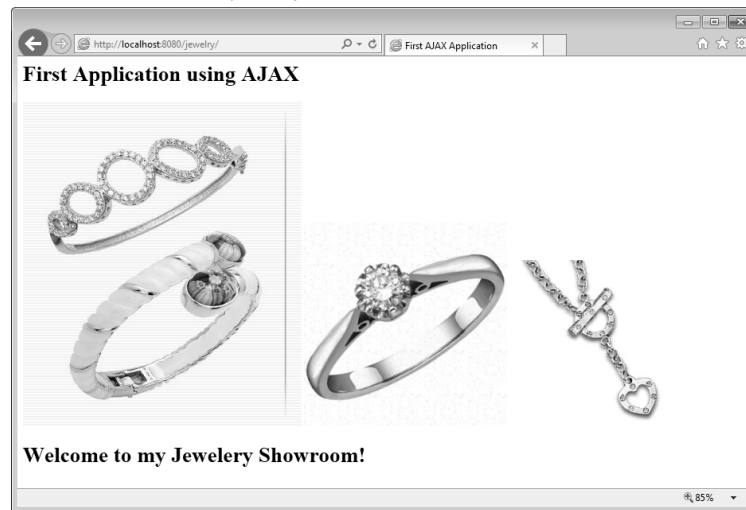 http://localhost:8080/jewelry/
First AJAX Application
First Application using AJAX
Welcome to my Jewelery Showroom!
85%